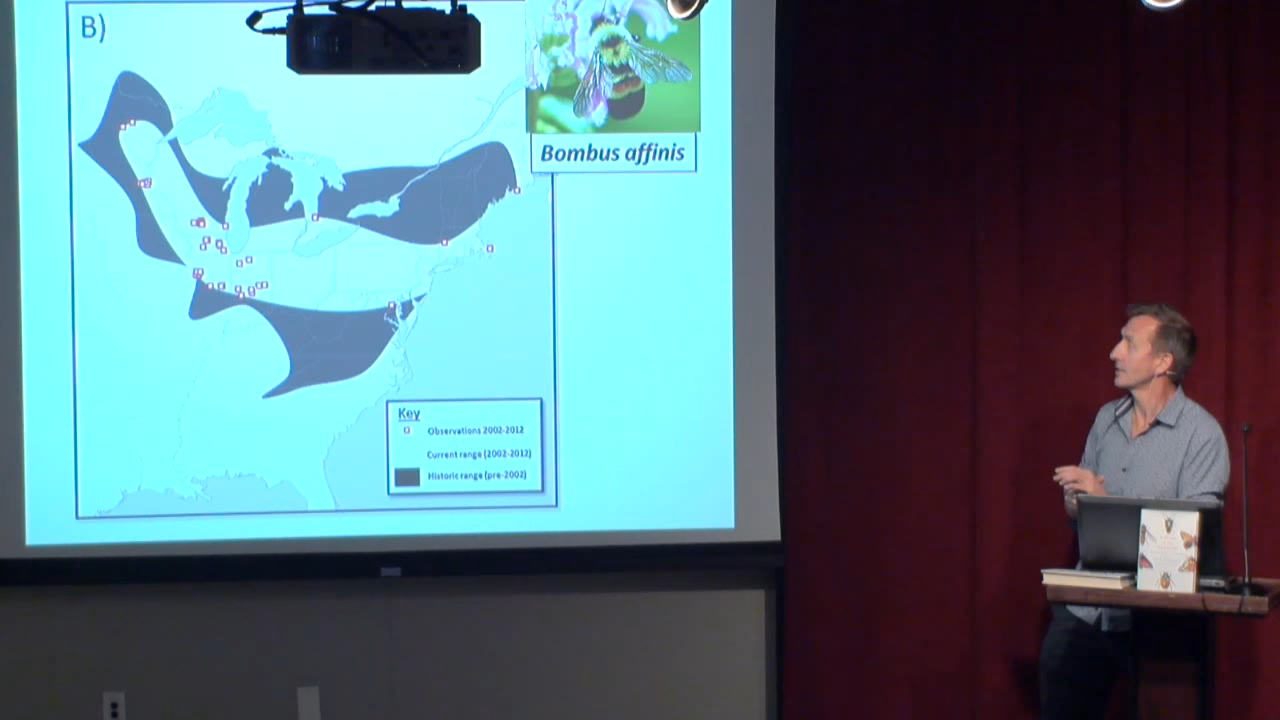 B)
Bombus affinis
Key
Observations 2002-2012
Current range (2002-2012)
Historic range (pre-2002)